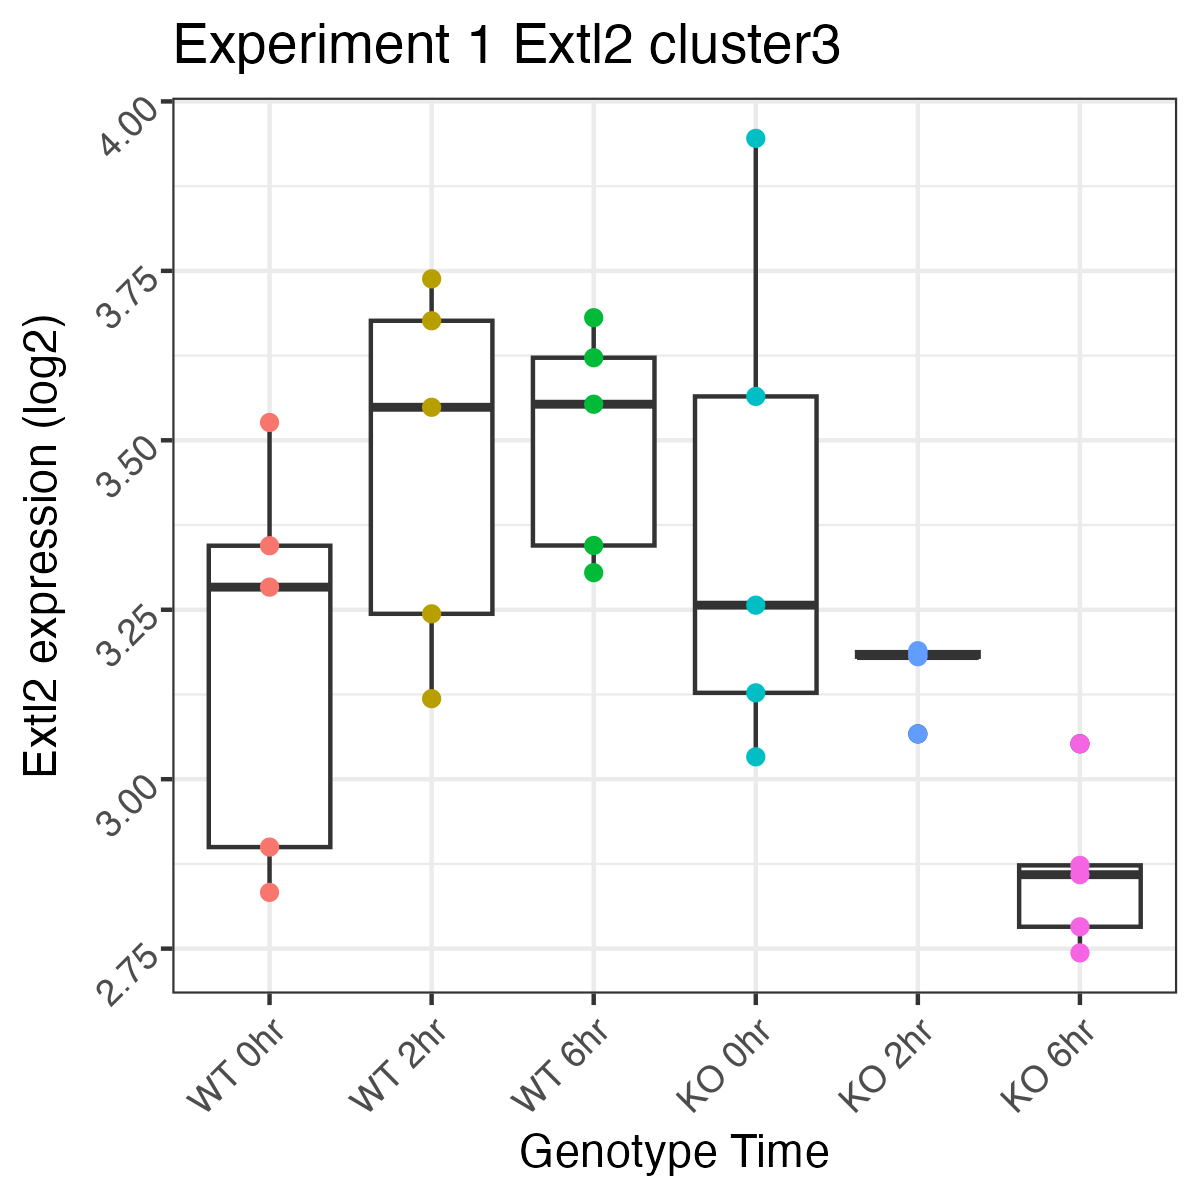 Experiment 1 Extl2 cluster3
Extl2 expression (log2)
4.00
3.75
3.50
3.25
3.00
2.75
WT 0hr
WT 2hr
WT 6hr
KO 0hr
KO 2hr
KO 6hr
Genotype Time